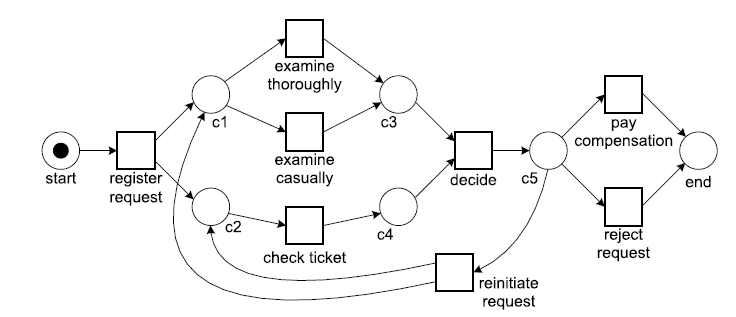 examine
thoroughly
c1
c3
pay
compensation
examine
casually
start
register
request
decide
c5
end
c2
c4
check ticket
reject
request
reinitiate
request